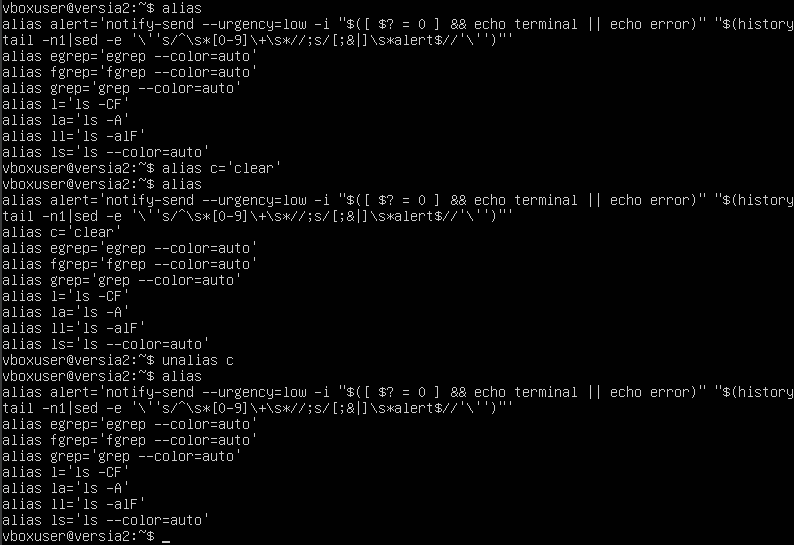 vboxuser@versia2:~$ alias
alias alert='notify-send --urgency=low -i "$([ $? = 0 ] && echo terminal || echo error)" "$(history
tail -n1|sed -e '\''s/^\s*[0-9]\+\s*//;s/[;&|]\s*alert$//'\'')"'
alias egrep='egrep --color=auto'
alias fgrep='fgrep --color=auto'
alias grep='grep --color=auto'
alias l='ls -CF'
alias la='ls -A'
alias ll='ls -alF'
alias ls='ls --color=auto'
vboxuser@versia2:~$ alias c='clear'
vboxuser@versia2:~$ alias
alias alert='notify-send --urgency=low -i "$([ $? = 0 ] && echo terminal || echo error)" "$(history
tail -n1|sed -e '\''s/^\s*[0-9]\+\s*//;s/[;&|]\s*alert$//'\'')"'
alias c='clear'
alias egrep='egrep --color=auto'
alias fgrep='fgrep --color=auto'
alias grep='grep --color=auto'
alias l='ls -CF'
alias la='ls -A'
alias ll='ls -alF'
alias ls='ls --color=auto'
vboxuser@versia2:~$ unalias c
vboxuser@versia2:~$ alias
alias alert='notify-send --urgency=low -i "$([ $? = 0 ] && echo terminal || echo error)" "$(history
tail -n1|sed -e '\''s/^\s*[0-9]\+\s*//;s/[;&|]\s*alert$//'\'')"'
alias egrep='egrep --color=auto'
alias fgrep='fgrep --color=auto'
alias grep='grep --color=auto'
alias l='ls -CF'
alias la='ls -A'
alias ll='ls -alF'
alias ls='ls --color=auto'
vboxuser@versia2:~$ _